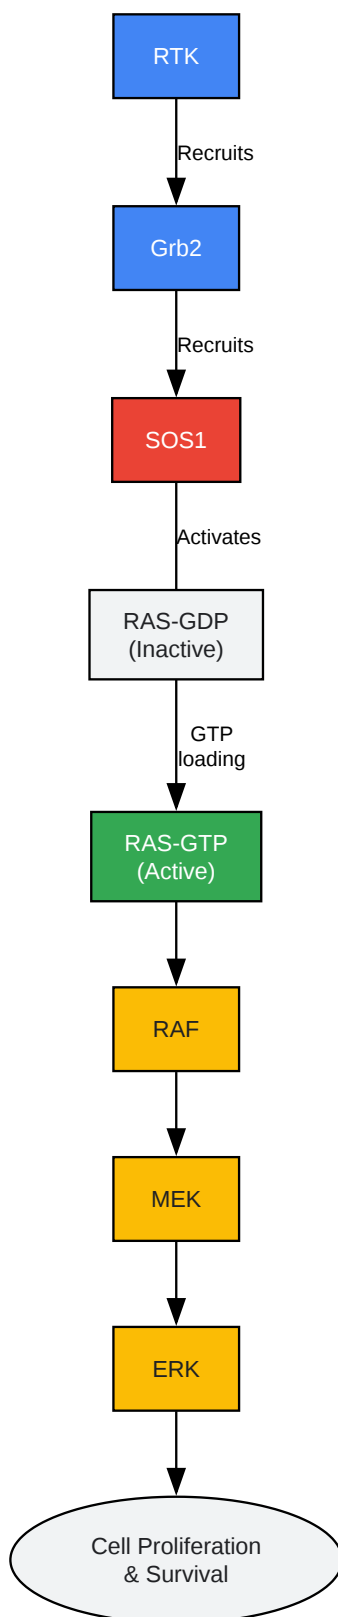 RTK
Recruits
Grb2
Recruits
SOS1
Activates
RAS-GDP
(Inactive)
GTP
loading
RAS-GTP
(Active)
RAF
MEK
ERK
Cell Proliferation
& Survival